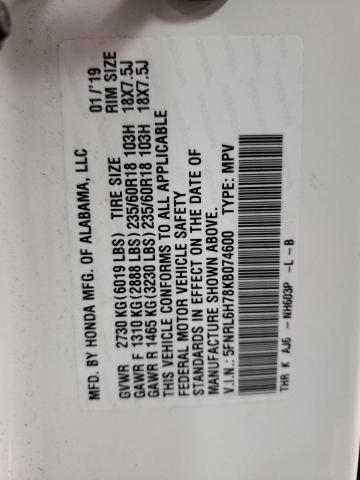 MFD. BY HONDA MFG. OF ALABAMA, LLC 01/'19
GVWR 2730 KG(6019 LBS) TIRE SIZE RIM SIZE
GAWR F 1310 KG(2888 LBS)235/60R18 103H 18X7.5J
GAWR R 1465 KG(3230 LBS)235/60R18 103H 18X7.5J
THIS VEHICLE CONFORMS TO ALL APPLICABLE
FEDERAL MOTOR VEHICLE SAFETY
STANDARDS IN EFFECT ON THE DATE OF
MANUFACTURE SHOWN ABOVE.
V.I.N.: 5FNRL6H78KB074600 TYPE: MPV
THR K AJ6 - NH603P -L -B